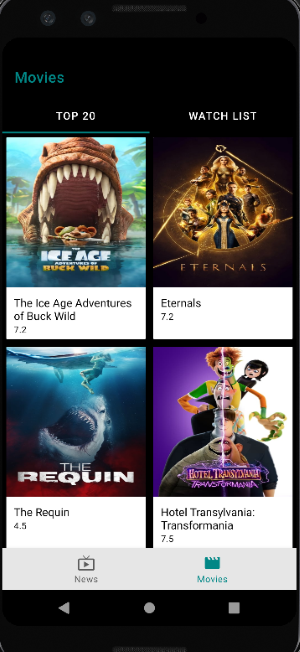 Movies
TOP 20
WATCH LIST
THE
ICE AGE
ADVENTURES OF
BUCK WILD
ETERNALS
The Ice Age Adventures
of Buck Wild
7.2
Eternals
7.2
THE
REQUIN
HOTEL TRANSYLVANIA
TRANSFORMANIA
The Requin
4.5
Hotel Transylvania:
Transformania
7.5
News
Movies